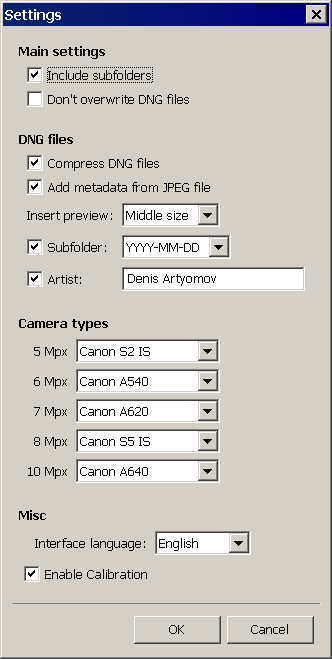 Settings
Main settings
Include subfolders
Don't overwrite DNG files
DNG files
Compress DNG files
Add metadata from JPEG file
Insert preview: Middle size
Subfolder: YYYY-MM-DD
Artist: Denis Artyomov
Camera types
5 Mpx Canon S2 IS
6 Mpx Canon A540
7 Mpx Canon A620
8 Mpx Canon S5 IS
10 Mpx Canon A640
Misc
Interface language: English
Enable Calibration
OK Cancel